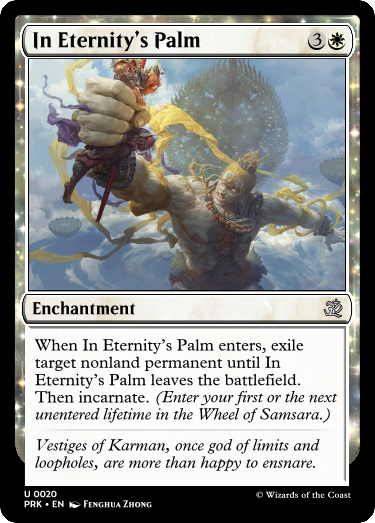 In Eternity's Palm 3
Enchantment
When In Eternity's Palm enters, exile
target nonland permanent until In
Eternity's Palm leaves the battlefield.
Then incarnate. (Enter your first or the next
unentered lifetime in the Wheel of Samsara.)
Vestiges of Karman, once god of limits and
loopholes, are more than happy to ensnare.
U 0020
PRK • EN Fenghua Zhong
© Wizards of the Coast